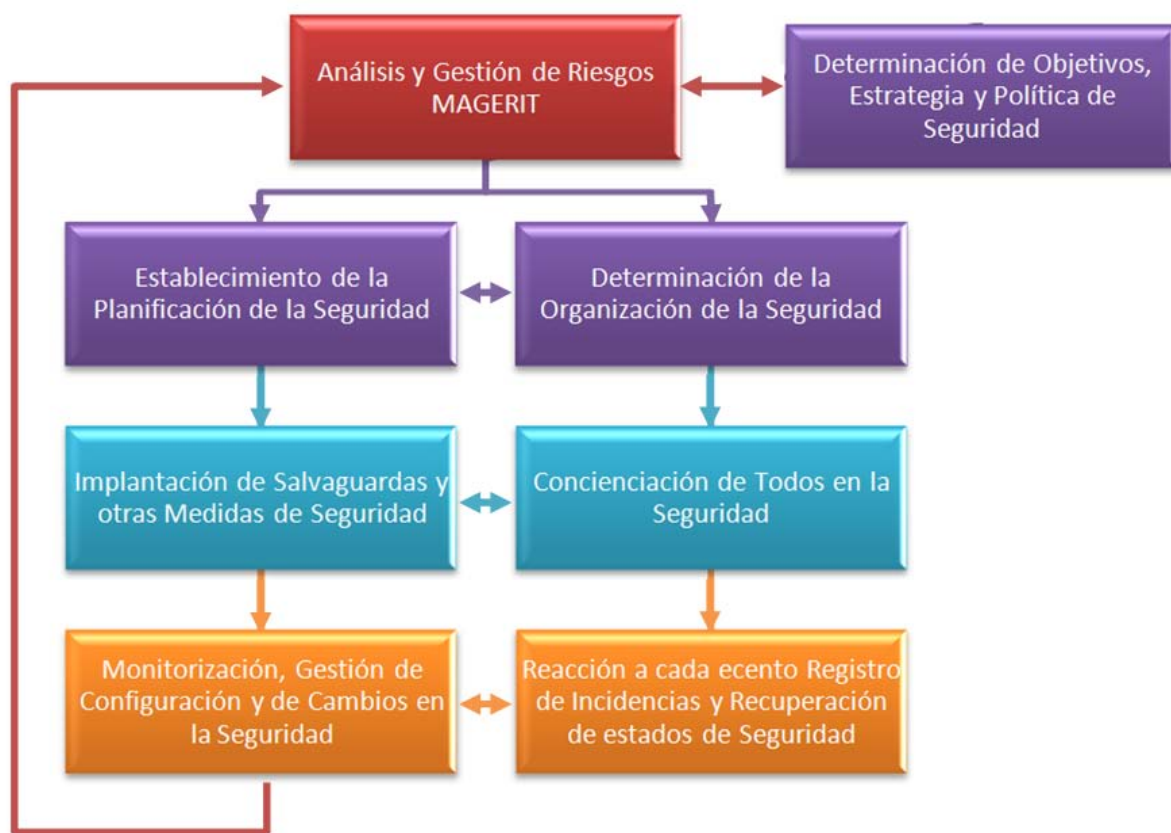 Análisis y Gestión de Riesgos
MAGERIT
Determinación de Objetivos,
Estrategia y Política de
Seguridad
Establecimiento de la
Planificación de la Seguridad
Determinación de la
Organización de la Seguridad
Implantación de Salvaguardas y
otras Medidas de Seguridad
Concienciación de Todos en la
Seguridad
Monitorización, Gestión de
Configuración y de Cambios en
la Seguridad
Reacción a cada ecento Registro
de Incidencias y Recuperación
de estados de Seguridad